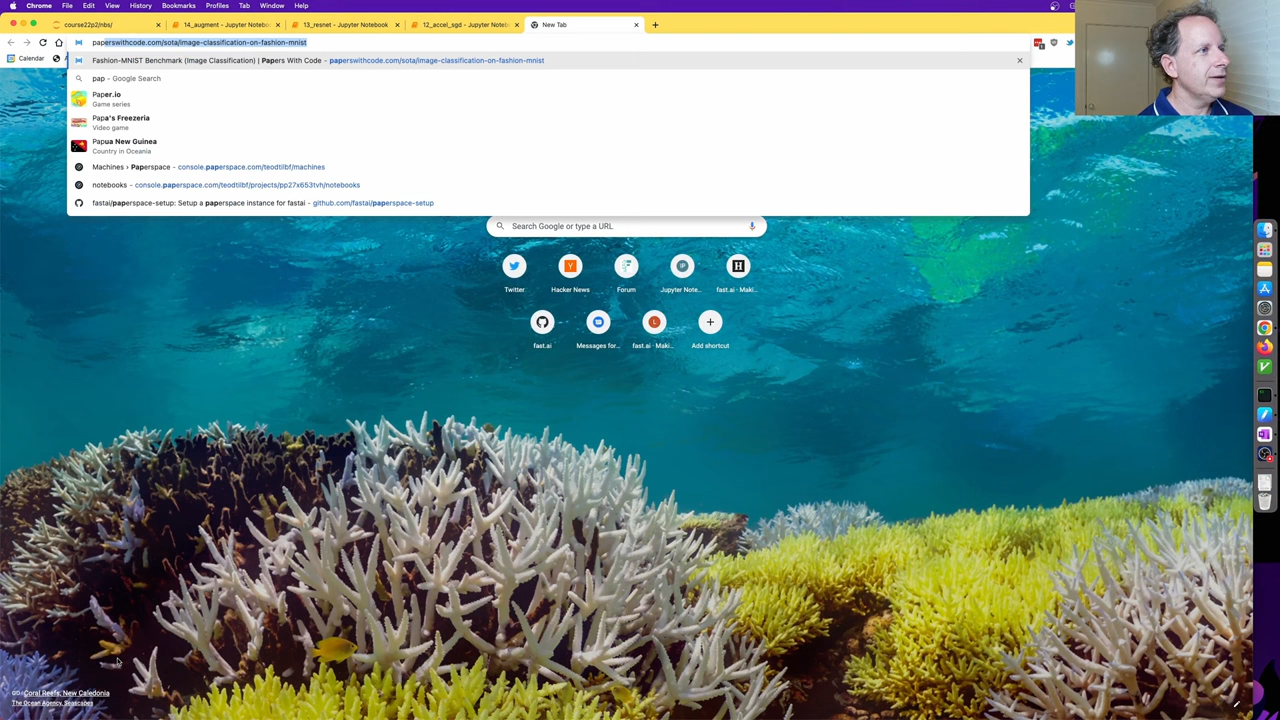 Chrome File Edit View History Bookmarks Profiles Tab Window Help
course22p2/nbs/
14_augment - Jupyter Notebo
13_resnet - Jupyter Notebook
12_accel_sgd - Jupyter Noteb
New Tab
paperswithcode.com/sota/image-classification-on-fashion-mnist
Calendar
Fashion-MNIST Benchmark (Image Classification) | Papers With Code - paperswithcode.com/sota/image-classification-on-fashion-mnist
pap - Google Search
Paper.io
Game series
Papa's Freezeria
Video game
Papua New Guinea
Country in Oceania
Machines › Paperspace - console.paperspace.com/teodtilbf/machines
notebooks - console.paperspace.com/teodtilbf/projects/pp27x653tvh/notebooks
fastai/paperspace-setup: Setup a paperspace instance for fastai - github.com/fastai/paperspace-setup
Search Google or type a URL
Twitter
Hacker News
Forum
Jupyter Note...
fast.ai · Maki...
fast.ai
Messages for...
fast.ai · Maki...
Add shortcut
Coral Reefs, New Caledonia
The Ocean Agency, Seascapes